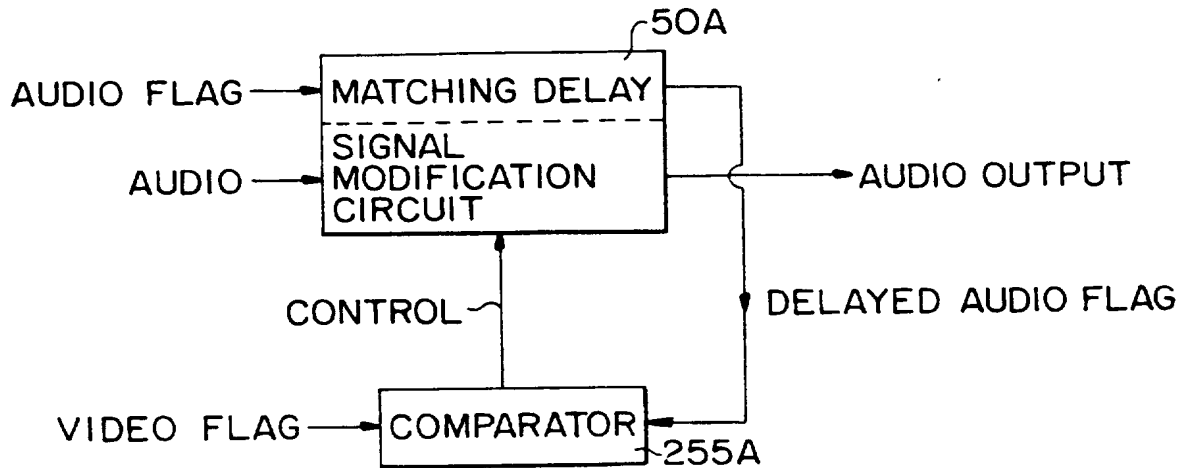 50A
AUDIO FLAG
MATCHING DELAY
SIGNAL
MODIFICATION
CIRCUIT
AUDIO
AUDIO OUTPUT
CONTROL
DELAYED AUDIO FLAG
VIDEO FLAG
COMPARATOR
255A